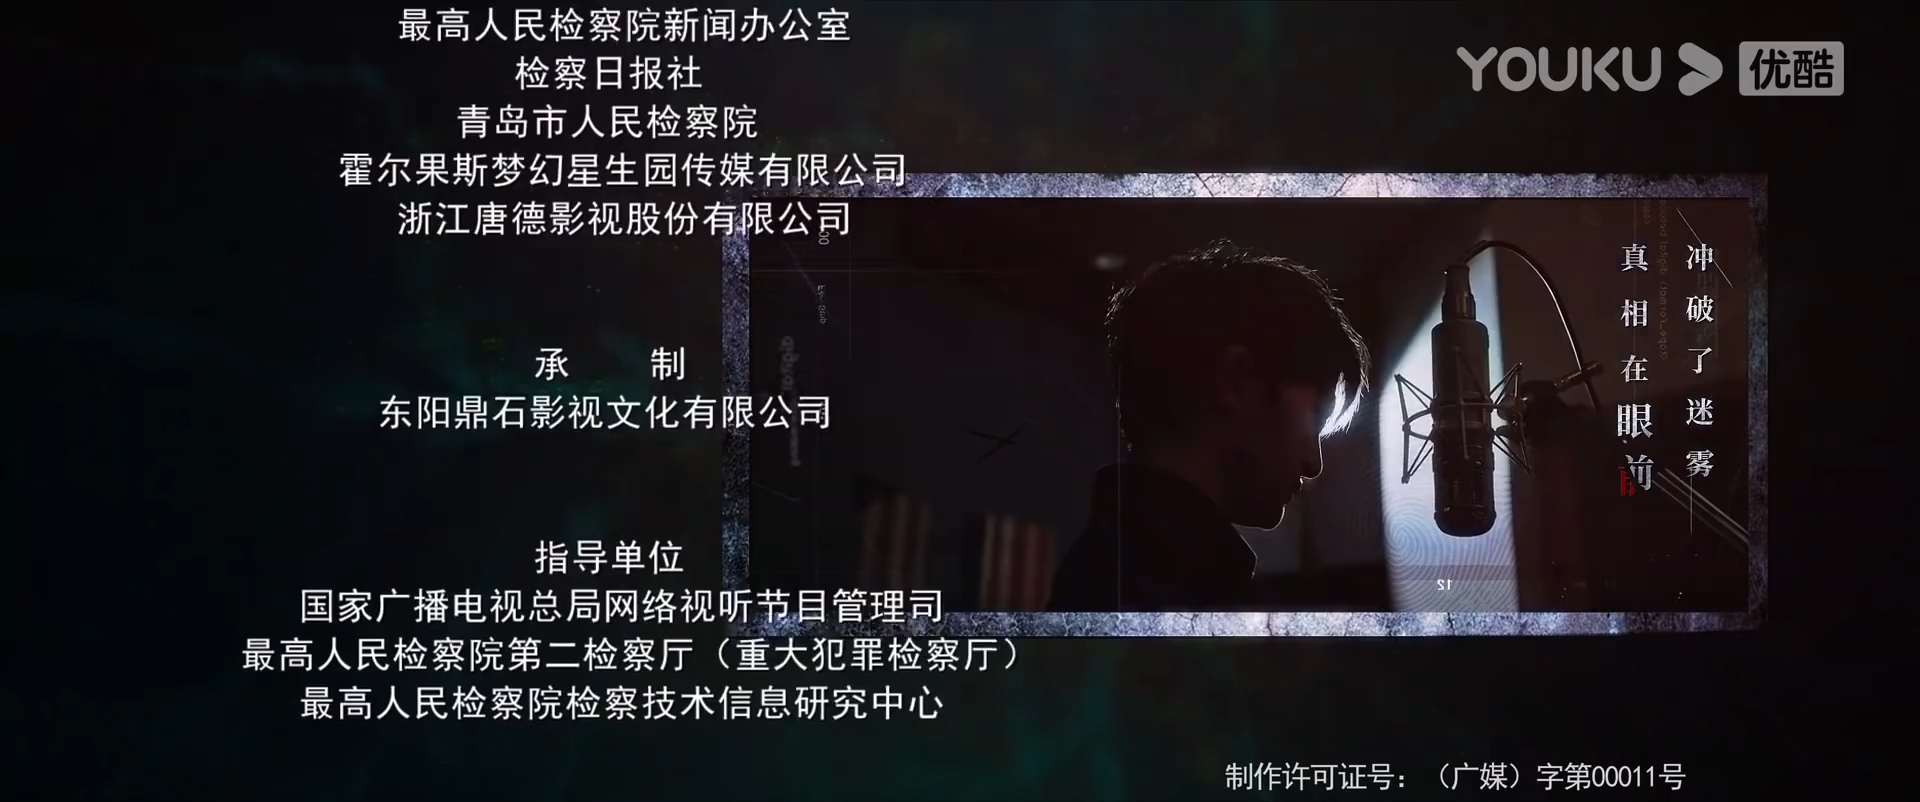 最高人民检察院新闻办公室
检察日报社
青岛市人民检察院
霍尔果斯梦幻星生园传媒有限公司
浙江唐德影视股份有限公司
承 制
东阳鼎石影视文化有限公司
指导单位
国家广播电视总局网络视听节目管理司
最高人民检察院第二检察厅（重大犯罪检察厅）
最高人民检察院检察技术信息研究中心
YOUKU 优酷
冲破了迷雾
真相在眼前
12
制作许可证号：（广媒）字第00011号